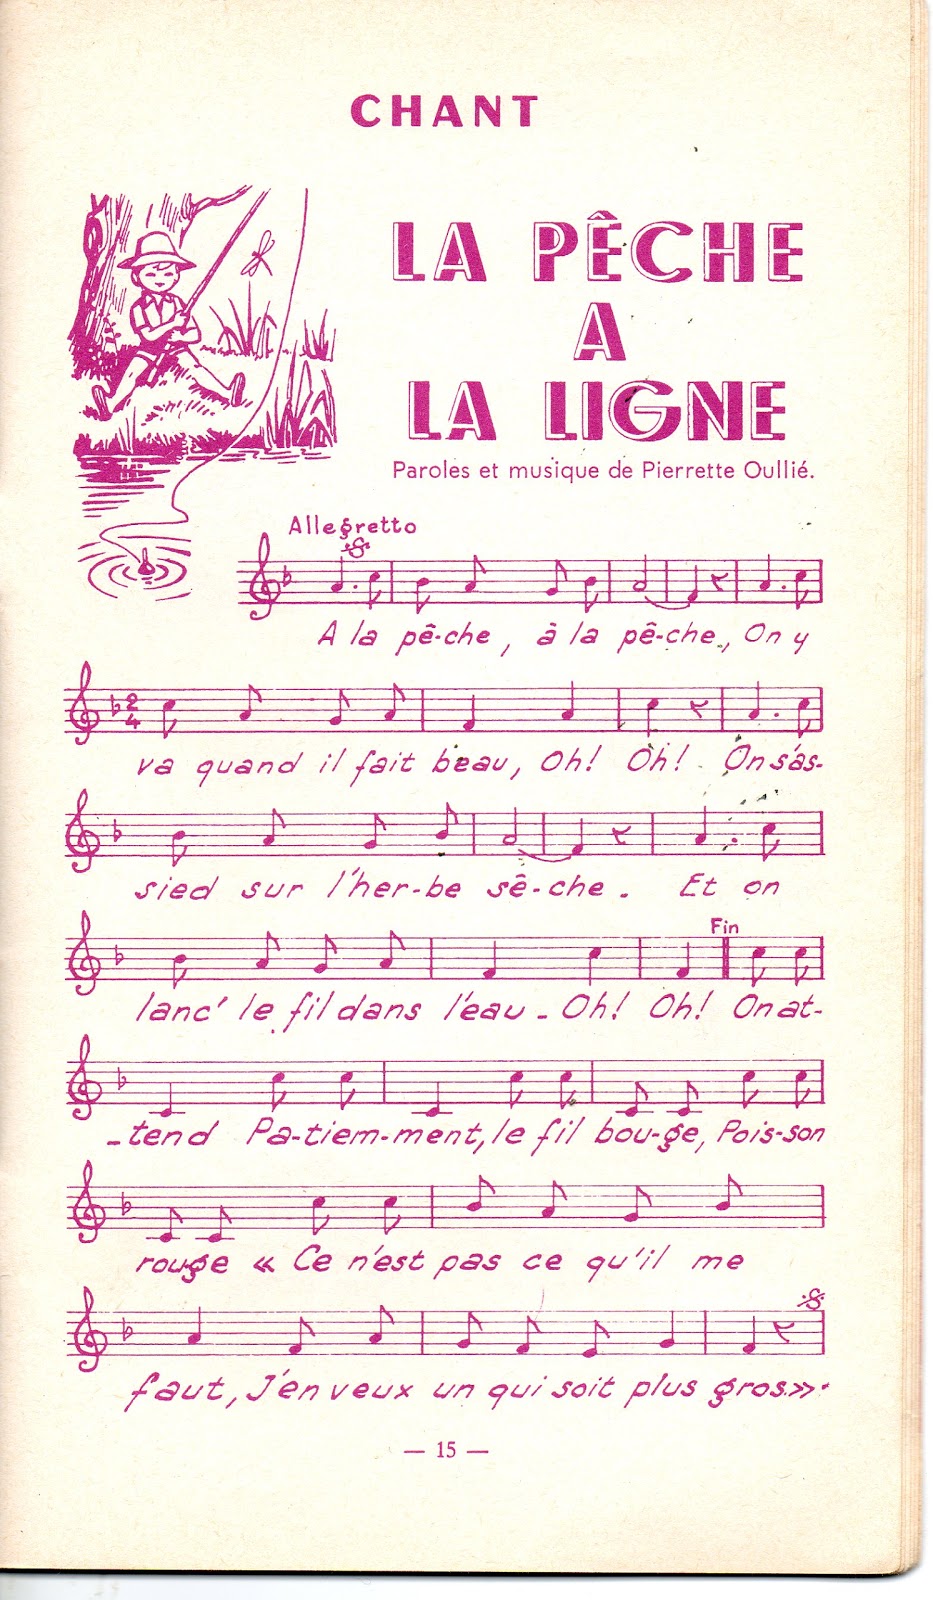 CHANT
LA PÊCHE
A
LA LIGNE
Paroles et musique de Pierrette Oullié.
Allegretto
A la pê-che, à la pê-che, On y
2
4
va quand il fait beau, Oh! Oh! On s'as-
sied sur l'her-be sê-che. Et on
Fin
lanc' le fil dans l'eau - Oh! Oh! On at-
-tend Pa-tiem-ment, le fil bou-ge, Pois-son
rouge « Ce n'est pas ce qu'il me
faut, J'en veux un qui soit plus gros».
— 15 —